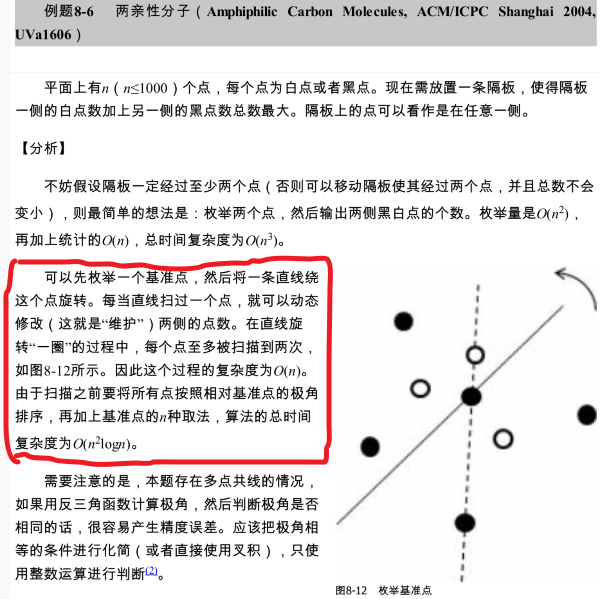 例题8-6 两亲性分子（Amphiphilic Carbon Molecules, ACM/ICPC Shanghai 2004,
UVa1606）
平面上有n（n≤1000）个点，每个点为白点或者黑点。现在需放置一条隔板，使得隔板
一侧的白点数加上另一侧的黑点数总数最大。隔板上的点可以看作是在任意一侧。
【分析】
不妨假设隔板一定经过至少两个点（否则可以移动隔板使其经过两个点，并且总数不会
变小），则最简单的想法是：枚举两个点，然后输出两侧黑白点的个数。枚举量是O(n²)，
再加上统计的O(n)，总时间复杂度为O(n³)。
可以先枚举一个基准点，然后将一条直线绕
这个点旋转。每当直线扫过一个点，就可以动态
修改（这就是“维护”）两侧的点数。在直线旋
转“一圈”的过程中，每个点至多被扫描到两次，
如图8-12所示。因此这个过程的复杂度为O(n)。
由于扫描之前要将所有点按照相对基准点的极角
排序，再加上基准点的n种取法，算法的总时间
复杂度为O(n²logn)。
需要注意的是，本题存在多点共线的情况，
如果用反三角函数计算极角，然后判断极角是否
相同的话，很容易产生精度误差。应该把极角相
等的条件进行化简（或者直接使用叉积），只使
用整数运算进行判断(2)。
图8-12 枚举基准点